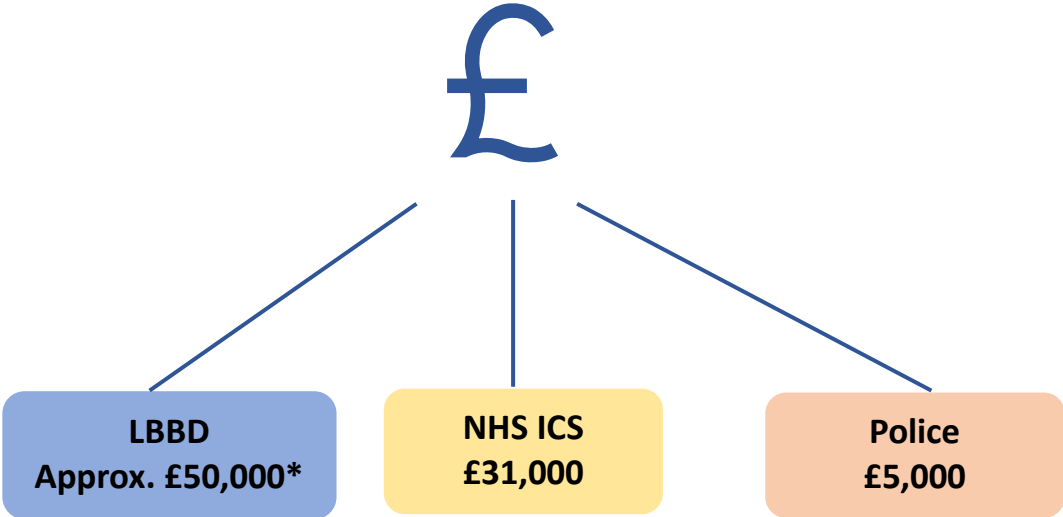 £
LBBD
Approx. £50,000*
NHS ICS
£31,000
Police
£5,000